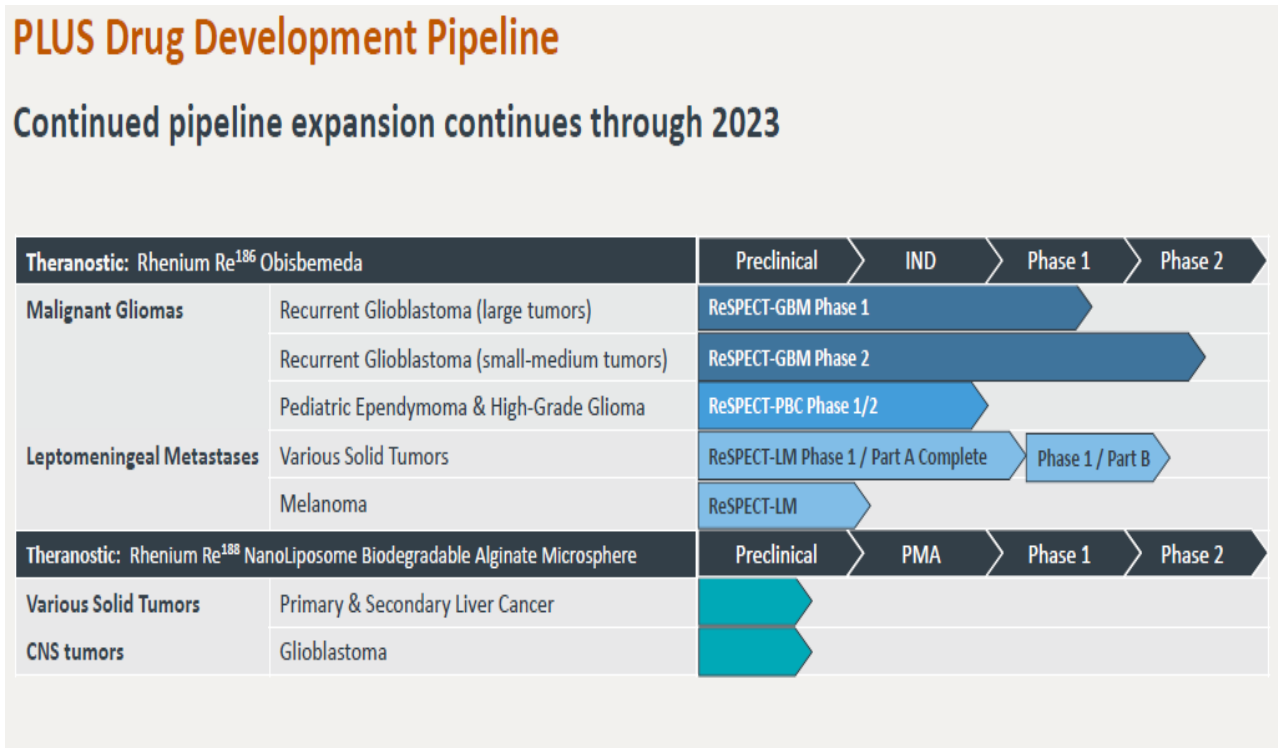 PLUS Drug Development Pipeline
Continued pipeline expansion continues through 2023
Theranostic: Rhenium Re186 Obisbemeda Preclinical IND Phase 1 Phase 2
Malignant Gliomas Recurrent Glioblastoma (large tumors) ReSPECT-GBM Phase 1
Recurrent Glioblastoma (small-medium tumors) ReSPECT-GBM Phase 2
Pediatric Ependymoma & High-Grade Glioma ReSPECT-PBC Phase 1/2
Leptomeningeal Metastases Various Solid Tumors ReSPECT-LM Phase 1 / Part A Complete Phase 1 / Part B
Melanoma ReSPECT-LM
Theranostic: Rhenium Re188 NanoLiposome Biodegradable Alginate Microsphere Preclinical PMA Phase 1 Phase 2
Various Solid Tumors Primary & Secondary Liver Cancer
CNS tumors Glioblastoma